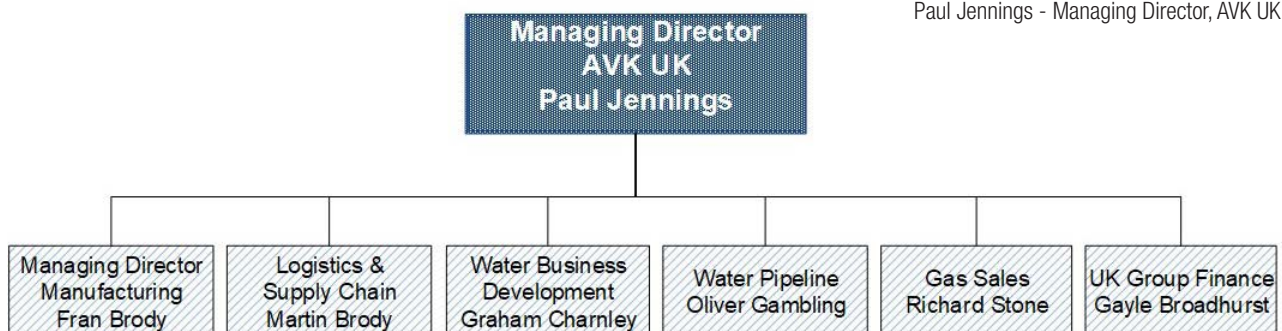 Paul Jennings - Managing Director, AVK UK
Managing Director
AVK UK
Paul Jennings
Managing Director
Manufacturing
Fran Brody
Logistics &
Supply Chain
Martin Brody
Water Business
Development
Graham Charnley
Water Pipeline
Oliver Gambling
Gas Sales
Richard Stone
UK Group Finance
Gayle Broadhurst